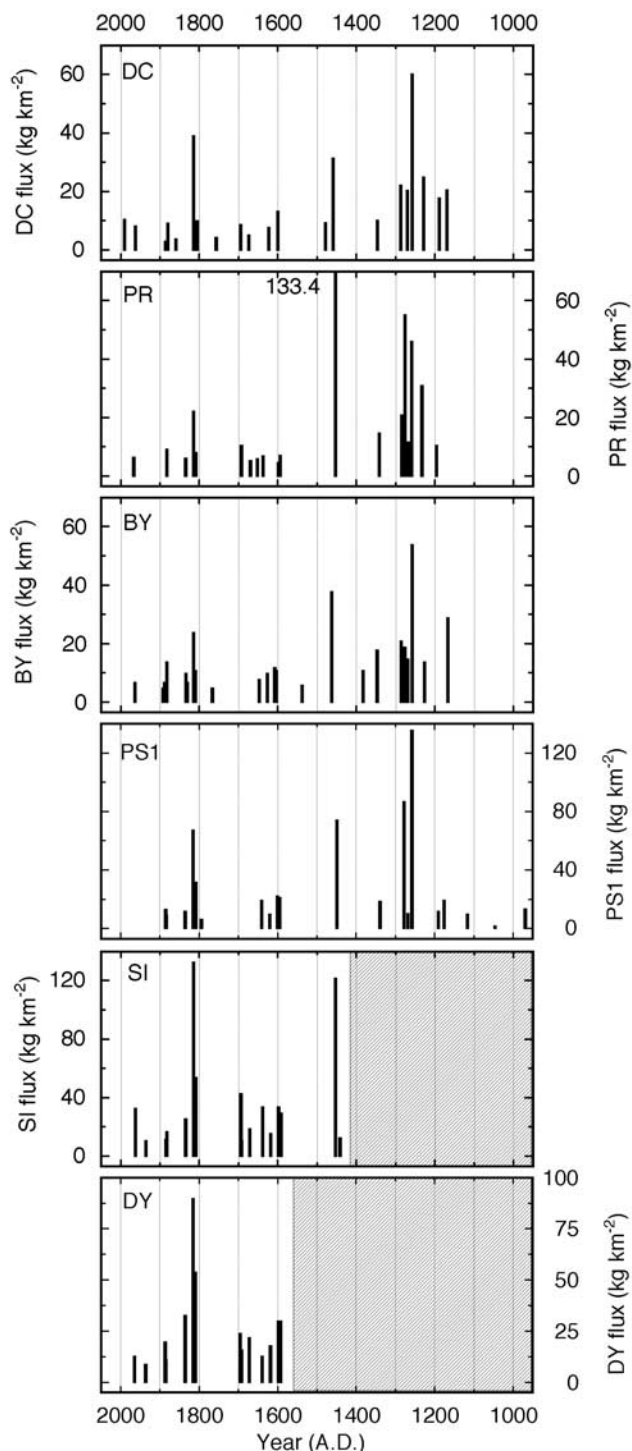 2000 1800 1600 1400 1200 1000
DC
DC flux (kg km-2)
60
40
20
0
PR
133.4
PR flux (kg km-2)
60
40
20
0
BY
BY flux (kg km-2)
60
40
20
0
PS1
PS1 flux (kg km-2)
120
80
40
0
SI
SI flux (kg km-2)
120
80
40
0
DY
DY flux (kg km-2)
100
75
50
25
0
2000 1800 1600 1400 1200 1000
Year (A.D.)